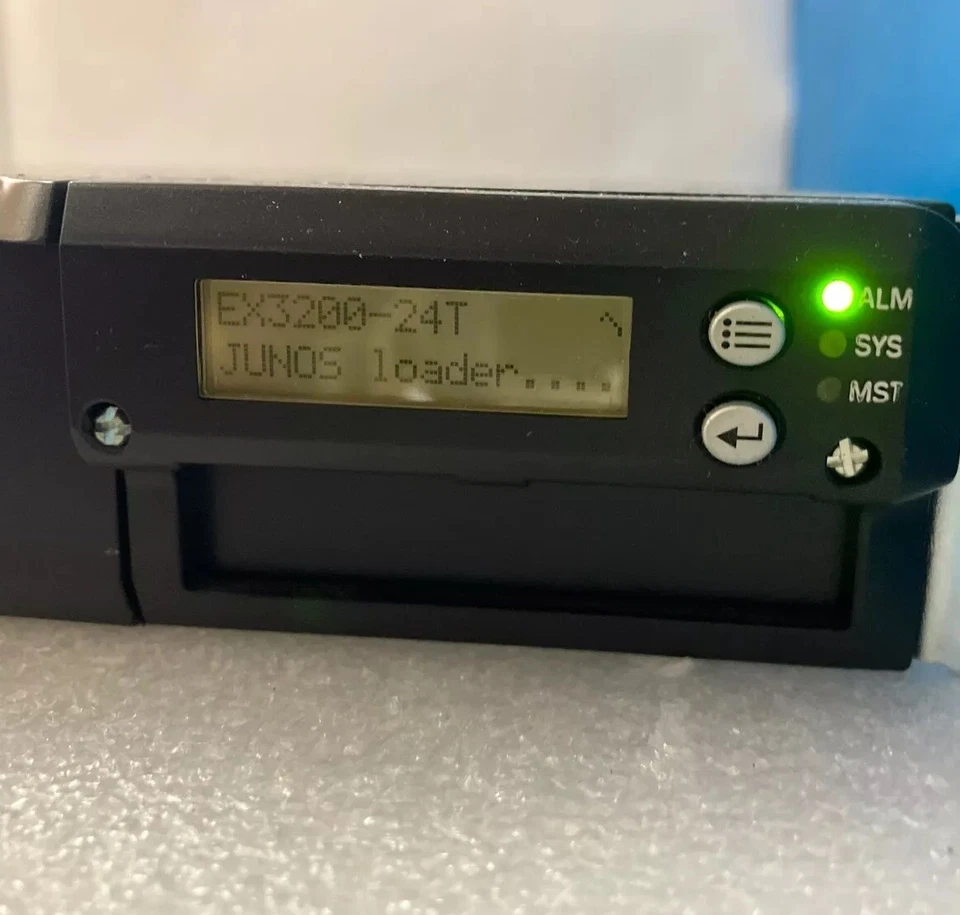 EX3200-24T
JUNOS loader....
ALM
SYS
MST